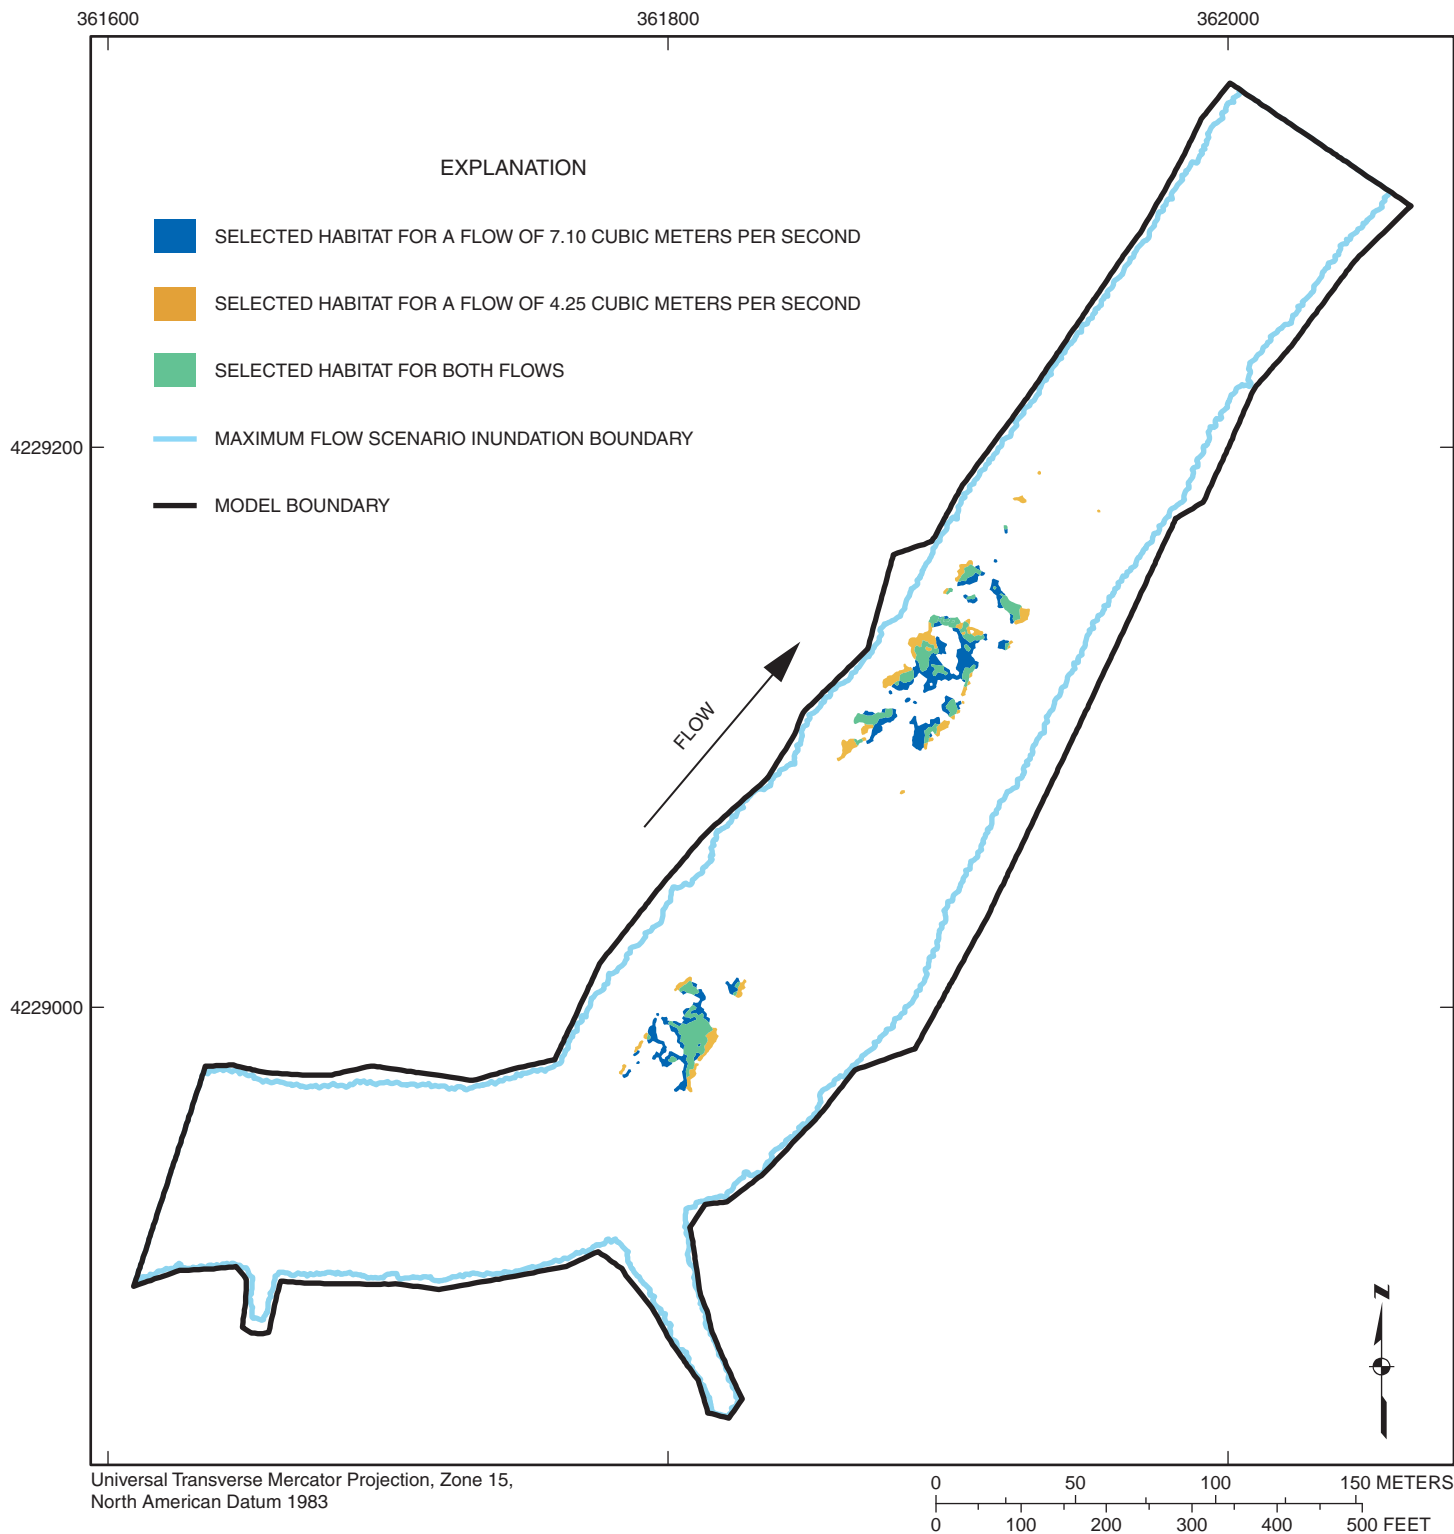 361600
361800
362000
EXPLANATION
SELECTED HABITAT FOR A FLOW OF 7.10 CUBIC METERS PER SECOND
SELECTED HABITAT FOR A FLOW OF 4.25 CUBIC METERS PER SECOND
SELECTED HABITAT FOR BOTH FLOWS
MAXIMUM FLOW SCENARIO INUNDATION BOUNDARY
MODEL BOUNDARY
4229200
FLOW
4229000
N
Universal Transverse Mercator Projection, Zone 15,
North American Datum 1983
0 50 100 150 METERS
0 100 200 300 400 500 FEET